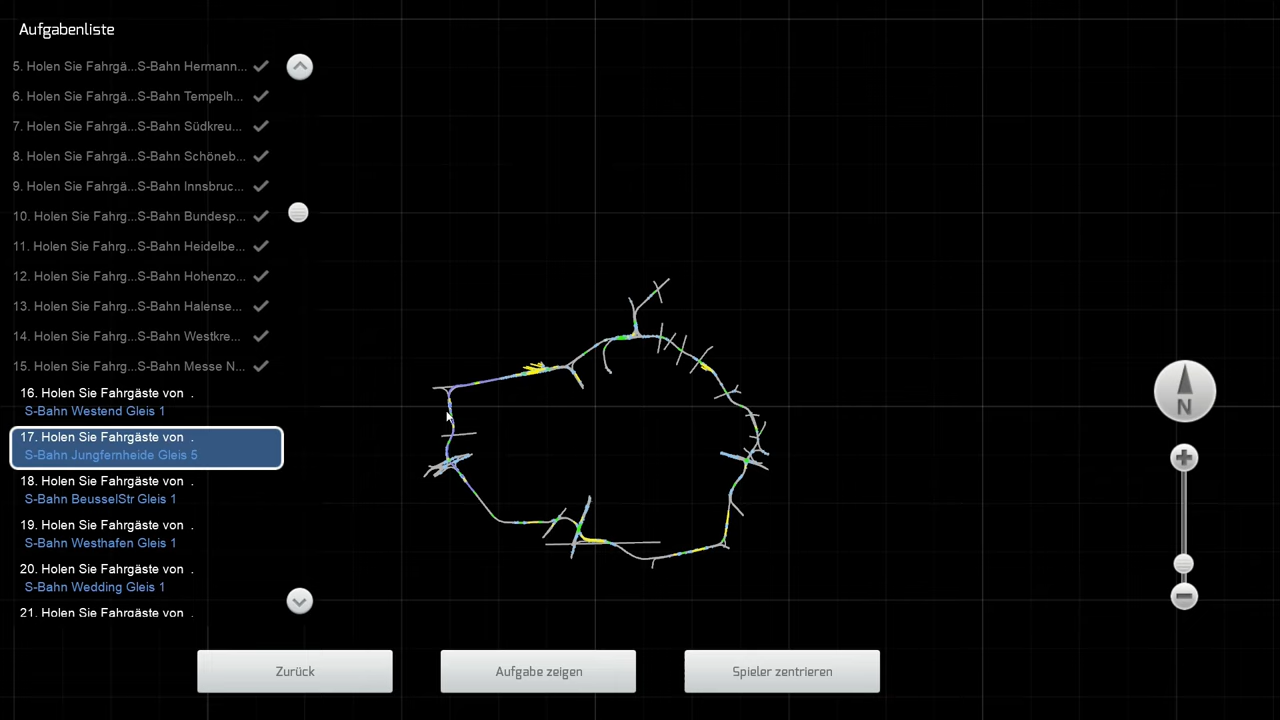 Aufgabenliste
5. Holen Sie Fahrgä...S-Bahn Hermann...
6. Holen Sie Fahrgä...S-Bahn Tempelh...
7. Holen Sie Fahrgä...S-Bahn Südkreu...
8. Holen Sie Fahrgä...S-Bahn Schöneb...
9. Holen Sie Fahrgä...S-Bahn Innsbruc...
10. Holen Sie Fahrg...S-Bahn Bundesp...
11. Holen Sie Fahrg...S-Bahn Heidelbe...
12. Holen Sie Fahrg...S-Bahn Hohenzo...
13. Holen Sie Fahrg...S-Bahn Halense...
14. Holen Sie Fahrg...S-Bahn Westkre...
15. Holen Sie Fahrg...S-Bahn Messe N...
16. Holen Sie Fahrgäste von .
S-Bahn Westend Gleis 1
17. Holen Sie Fahrgäste von .
S-Bahn Jungfernheide Gleis 5
18. Holen Sie Fahrgäste von .
S-Bahn BeusselStr Gleis 1
19. Holen Sie Fahrgäste von .
S-Bahn Westhafen Gleis 1
20. Holen Sie Fahrgäste von .
S-Bahn Wedding Gleis 1
21. Holen Sie Fahrgäste von .
N
Zurück
Aufgabe zeigen
Spieler zentrieren